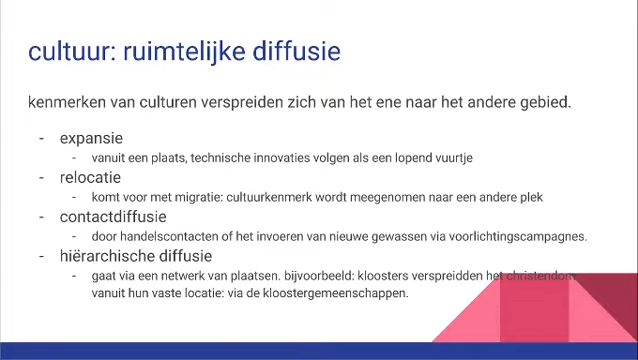 cultuur: ruimtelijke diffusie
kenmerken van culturen verspreiden zich van het ene naar het andere gebied.
- expansie
- vanuit een plaats, technische innovaties volgen als een lopend vuurtje
- relocatie
- komt voor met migratie: cultuurkenmerk wordt meegenomen naar een andere plek
- contactdiffusie
- door handelscontacten of het invoeren van nieuwe gewassen via voorlichtingscampagnes.
- hiërarchische diffusie
- gaat via een netwerk van plaatsen. bijvoorbeeld: kloosters verspreidden het christendom
vanuit hun vaste locatie: via de kloostergemeenschappen.